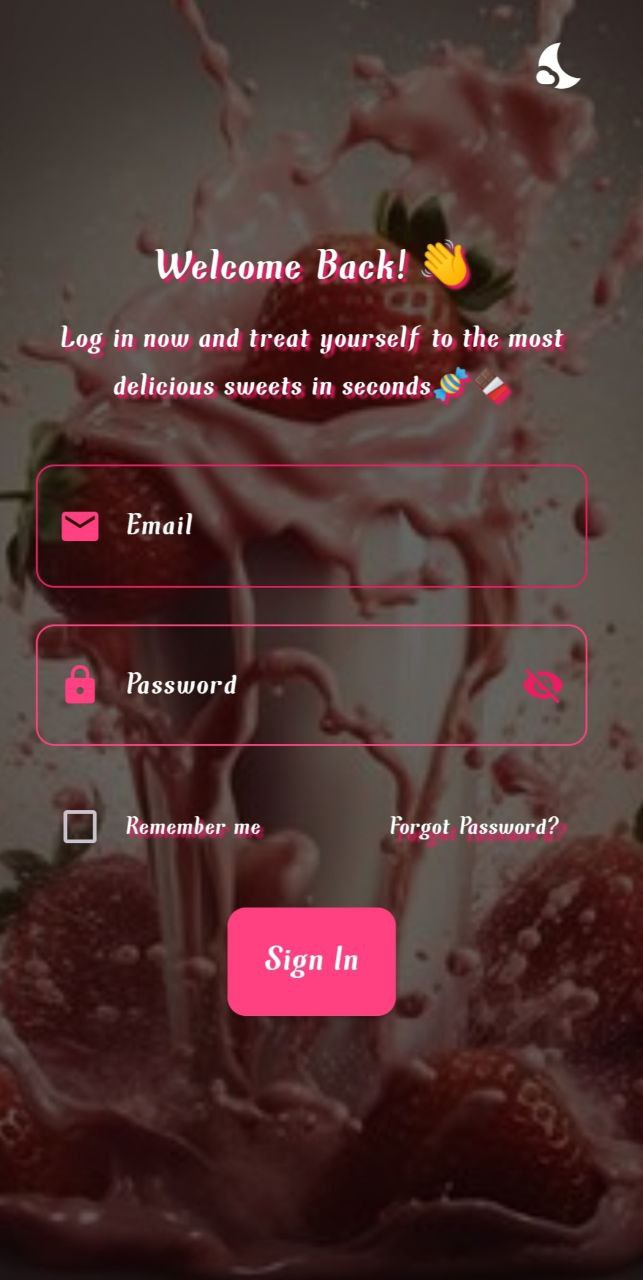 Welcome Back! 👋
Log in now and treat yourself to the most
delicious sweets in seconds🍬🍫
Email
Password
Remember me
Forgot Password?
Sign In